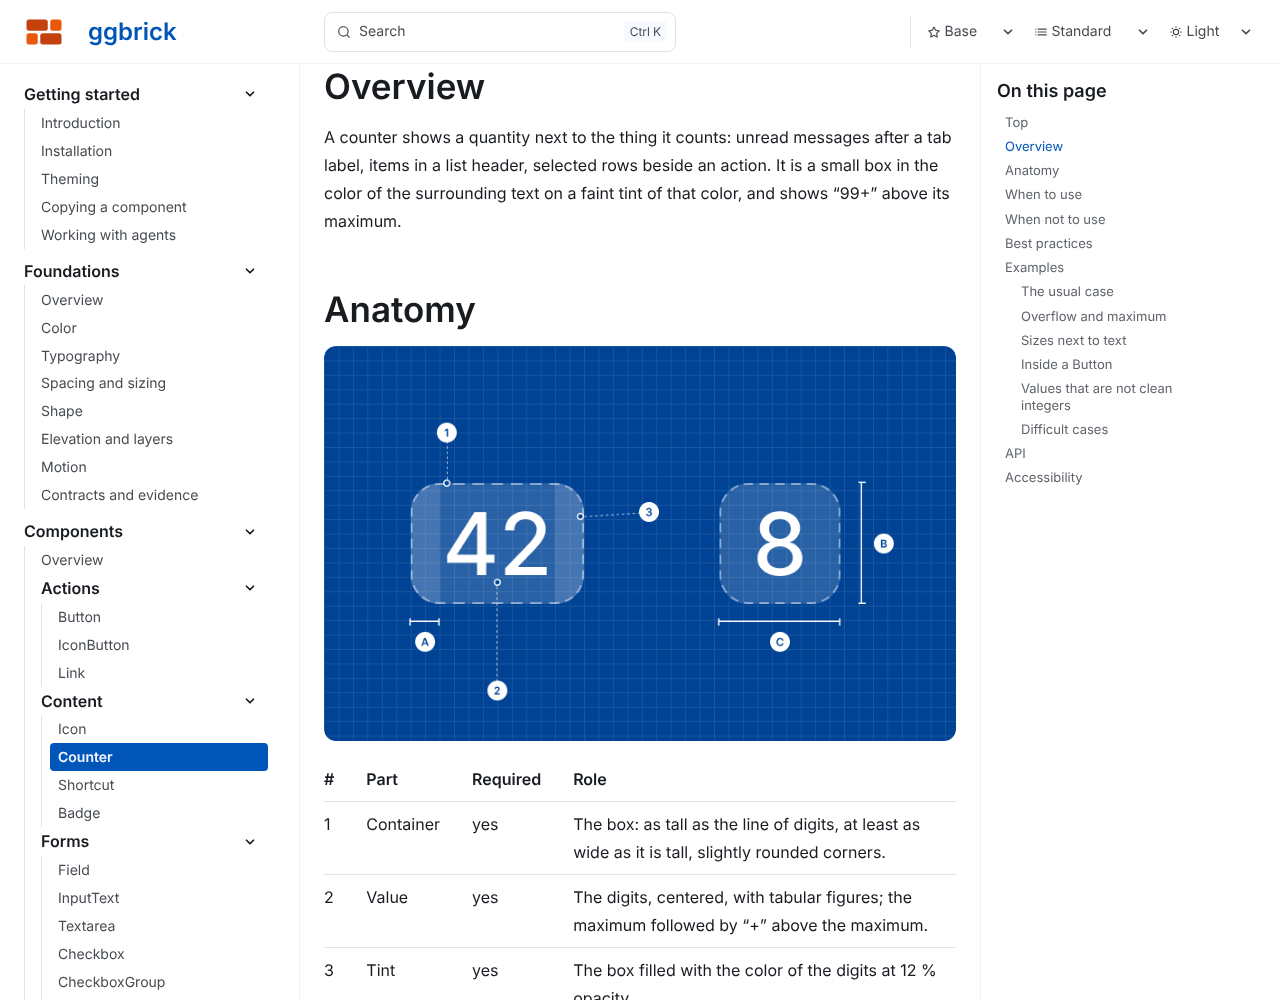 ggbrick
Search
Ctrl K
Base
Standard
Light
Getting started
Introduction
Installation
Theming
Copying a component
Working with agents
Foundations
Overview
Color
Typography
Spacing and sizing
Shape
Elevation and layers
Motion
Contracts and evidence
Components
Overview
Actions
Button
IconButton
Link
Content
Icon
Counter
Shortcut
Badge
Forms
Field
InputText
Textarea
Checkbox
CheckboxGroup
Overview
A counter shows a quantity next to the thing it counts: unread messages after a tab
label, items in a list header, selected rows beside an action. It is a small box in the
color of the surrounding text on a faint tint of that color, and shows “99+” above its
maximum.
Anatomy
1
42
3
8
B
A
C
2
# Part Required Role
1 Container yes The box: as tall as the line of digits, at least as
wide as it is tall, slightly rounded corners.
2 Value yes The digits, centered, with tabular figures; the
maximum followed by “+” above the maximum.
3 Tint yes The box filled with the color of the digits at 12 %
opacity.
On this page
Top
Overview
Anatomy
When to use
When not to use
Best practices
Examples
The usual case
Overflow and maximum
Sizes next to text
Inside a Button
Values that are not clean
integers
Difficult cases
API
Accessibility